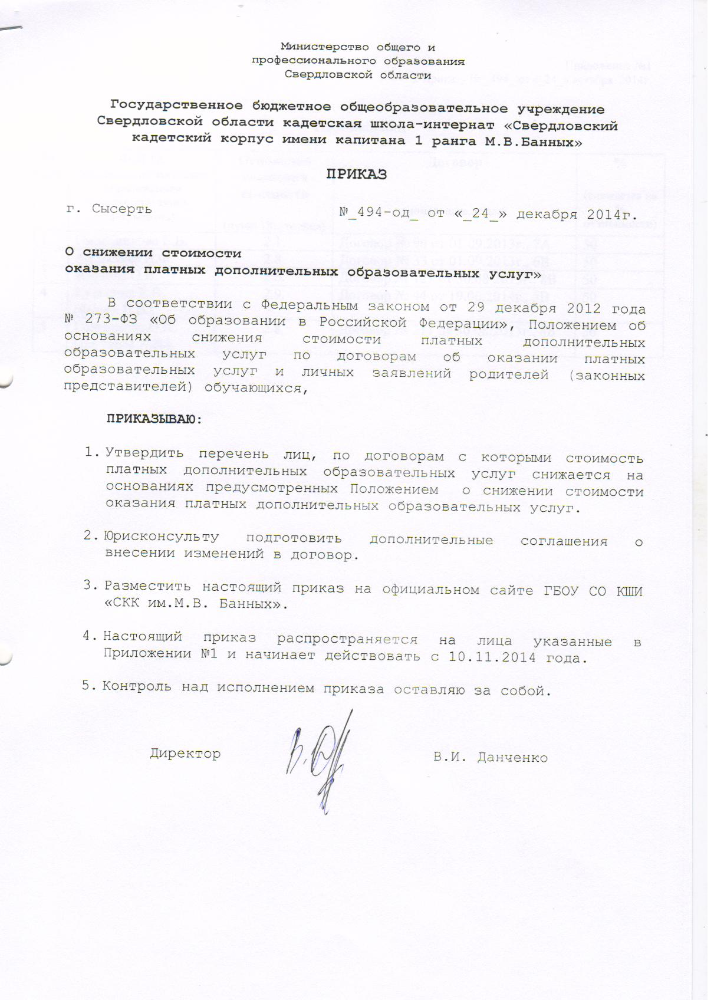 Министерство общего и
профессионального образования
Свердловской области
Государственное бюджетное общеобразовательное учреждение
Свердловской области кадетская школа-интернат «Свердловский
кадетский корпус имени капитана 1 ранга М.В.Банных»
ПРИКАЗ
г. Сысерть №_494-од_ от «_24_» декабря 2014г.
О снижении стоимости
оказания платных дополнительных образовательных услуг»
В соответствии с Федеральным законом от 29 декабря 2012 года
№ 273-ФЗ «Об образовании в Российской Федерации», Положением об
основаниях снижения стоимости платных дополнительных
образовательных услуг по договорам об оказании платных
образовательных услуг и личных заявлений родителей (законных
представителей) обучающихся,
ПРИКАЗЫВАЮ:
1. Утвердить перечень лиц, по договорам с которыми стоимость
платных дополнительных образовательных услуг снижается на
основаниях предусмотренных Положением о снижении стоимости
оказания платных дополнительных образовательных услуг.
2. Юрисконсульту подготовить дополнительные соглашения о
внесении изменений в договор.
3. Разместить настоящий приказ на официальном сайте ГБОУ СО КШИ
«СКК им.М.В. Банных».
4. Настоящий приказ распространяется на лица указанные в
Приложении №1 и начинает действовать с 10.11.2014 года.
5. Контроль над исполнением приказа оставляю за собой.
Директор В.И. Данченко